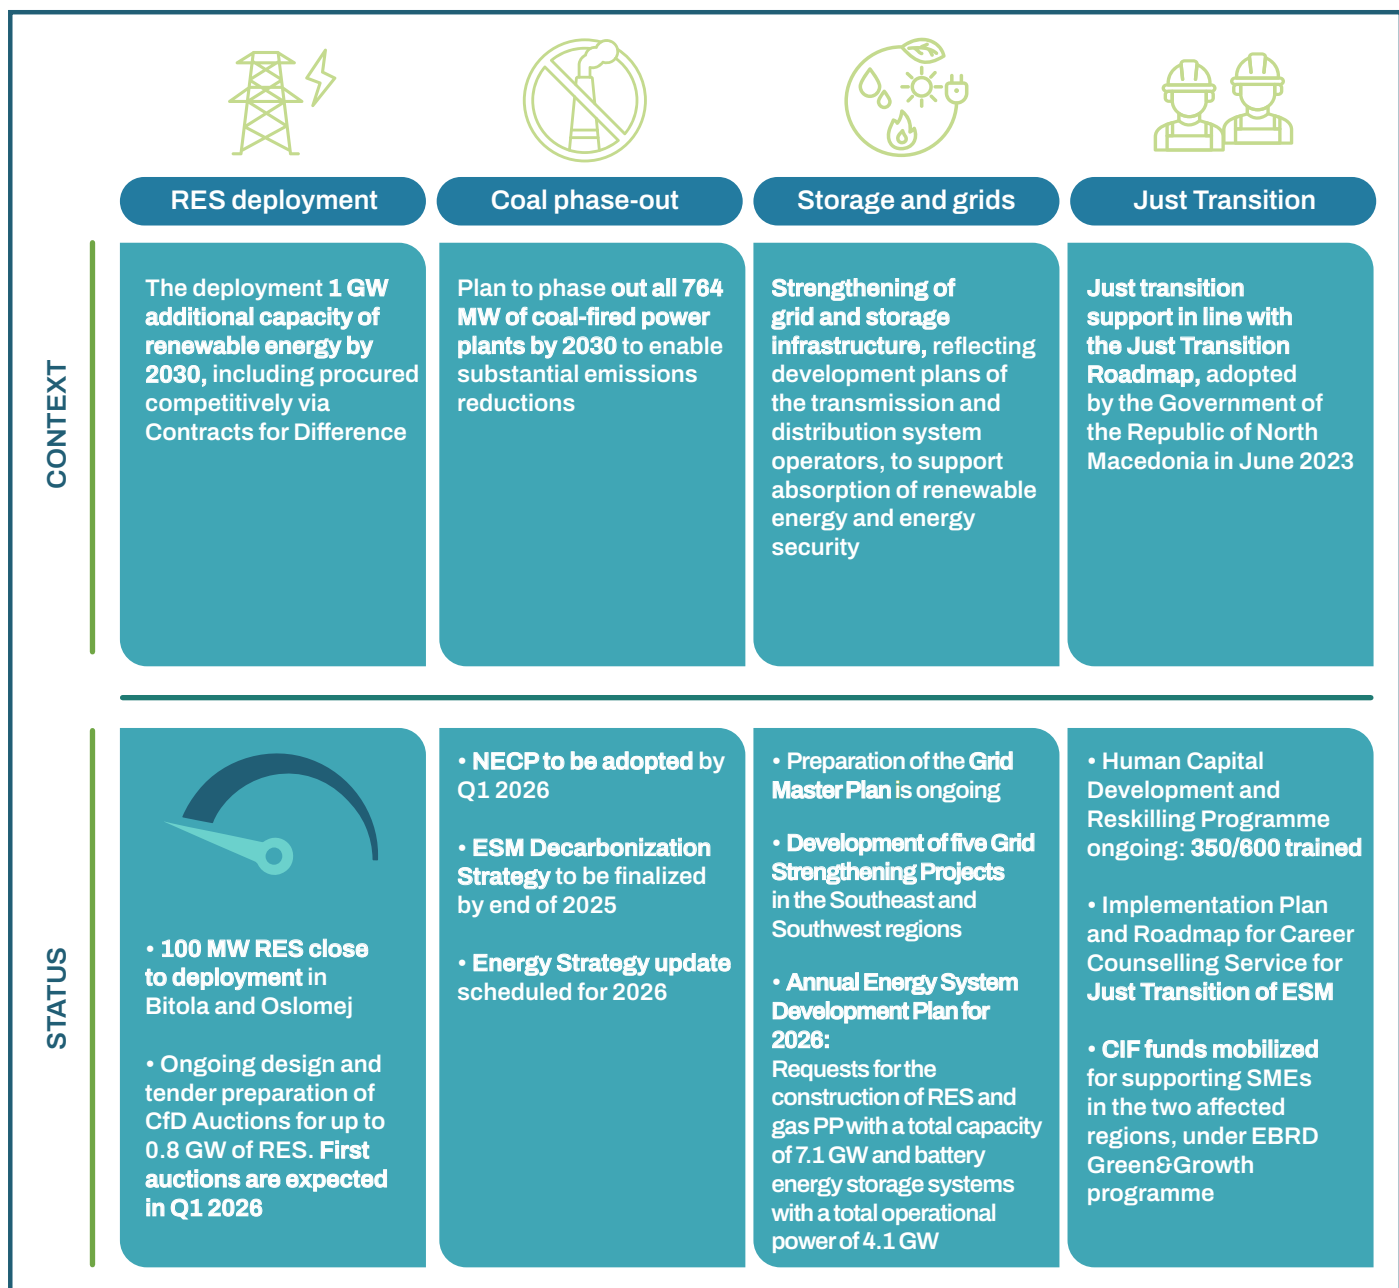 RES deployment
Coal phase-out
Storage and grids
Just Transition
CONTEXT
The deployment 1 GW
additional capacity of
renewable energy by
2030, including procured
competitively via
Contracts for Difference
Plan to phase out all 764
MW of coal-fired power
plants by 2030 to enable
substantial emissions
reductions
Strengthening of
grid and storage
infrastructure, reflecting
development plans of
the transmission and
distribution system
operators, to support
absorption of renewable
energy and energy
security
Just transition
support in line with
the Just Transition
Roadmap, adopted
by the Government of
the Republic of North
Macedonia in June 2023
STATUS
• 100 MW RES close
to deployment in
Bitola and Oslomej
• Ongoing design and
tender preparation of
CfD Auctions for up to
0.8 GW of RES. First
auctions are expected
in Q1 2026
• NECP to be adopted by
Q1 2026
• ESM Decarbonization
Strategy to be finalized
by end of 2025
• Energy Strategy update
scheduled for 2026
• Preparation of the Grid
Master Plan is ongoing
• Development of five Grid
Strengthening Projects
in the Southeast and
Southwest regions
• Annual Energy System
Development Plan for
2026:
Requests for the
construction of RES and
gas PP with a total capacity
of 7.1 GW and battery
energy storage systems
with a total operational
power of 4.1 GW
• Human Capital
Development and
Reskilling Programme
ongoing: 350/600 trained
• Implementation Plan
and Roadmap for Career
Counselling Service for
Just Transition of ESM
• CIF funds mobilized
for supporting SMEs
in the two affected
regions, under EBRD
Green&Growth
programme